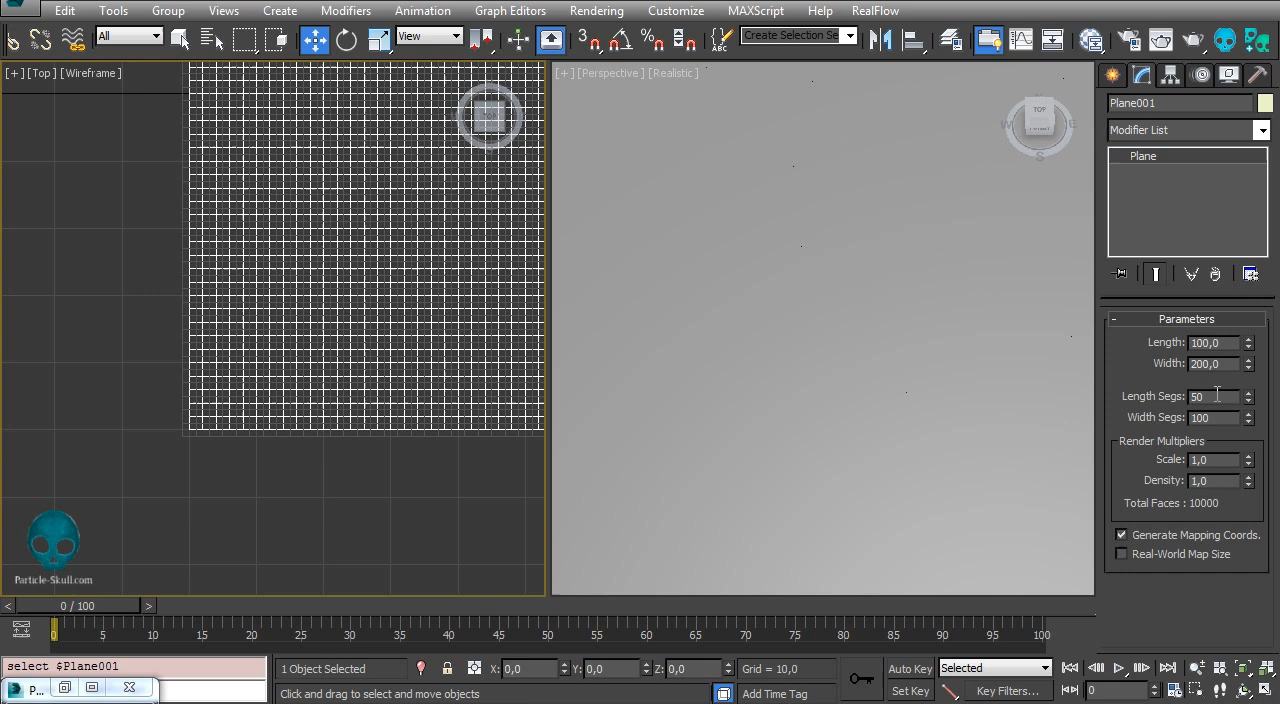 Edit Tools Group Views Create Modifiers Animation Graph Editors Rendering Customize MAXScript Help RealFlow
All View 3 Create Selection Se
[+] [Top] [Wireframe]
[+] [Perspective] [Realistic]
TOP
W E
S
Plane001
Modifier List
Plane
- Parameters
Length: 100,0
Width: 200,0
Length Segs: 50
Width Segs: 100
Render Multipliers
Scale: 1,0
Density: 1,0
Total Faces : 10000
Generate Mapping Coords.
Real-World Map Size
Particle-Skull.com
< 0 / 100 >
0 5 10 15 20 25 30 35 40 45 50 55 60 65 70 75 80 85 90 95 100
select $Plane001
1 Object Selected X: 0,0 Y: 0,0 Z: 0,0 Grid = 10,0 Auto Key Selected
P... Click and drag to select and move objects Add Time Tag Set Key Key Filters... 0